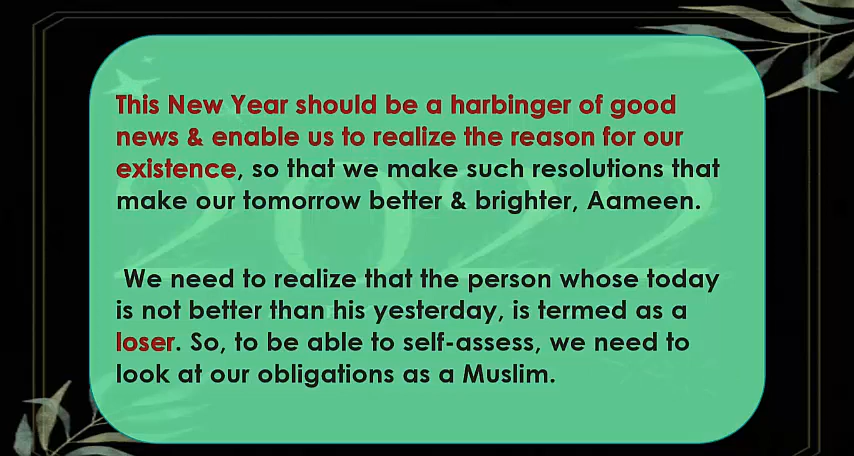 This New Year should be a harbinger of good
news & enable us to realize the reason for our
existence, so that we make such resolutions that
make our tomorrow better & brighter, Aameen.
We need to realize that the person whose today
is not better than his yesterday, is termed as a
loser. So, to be able to self-assess, we need to
look at our obligations as a Muslim.